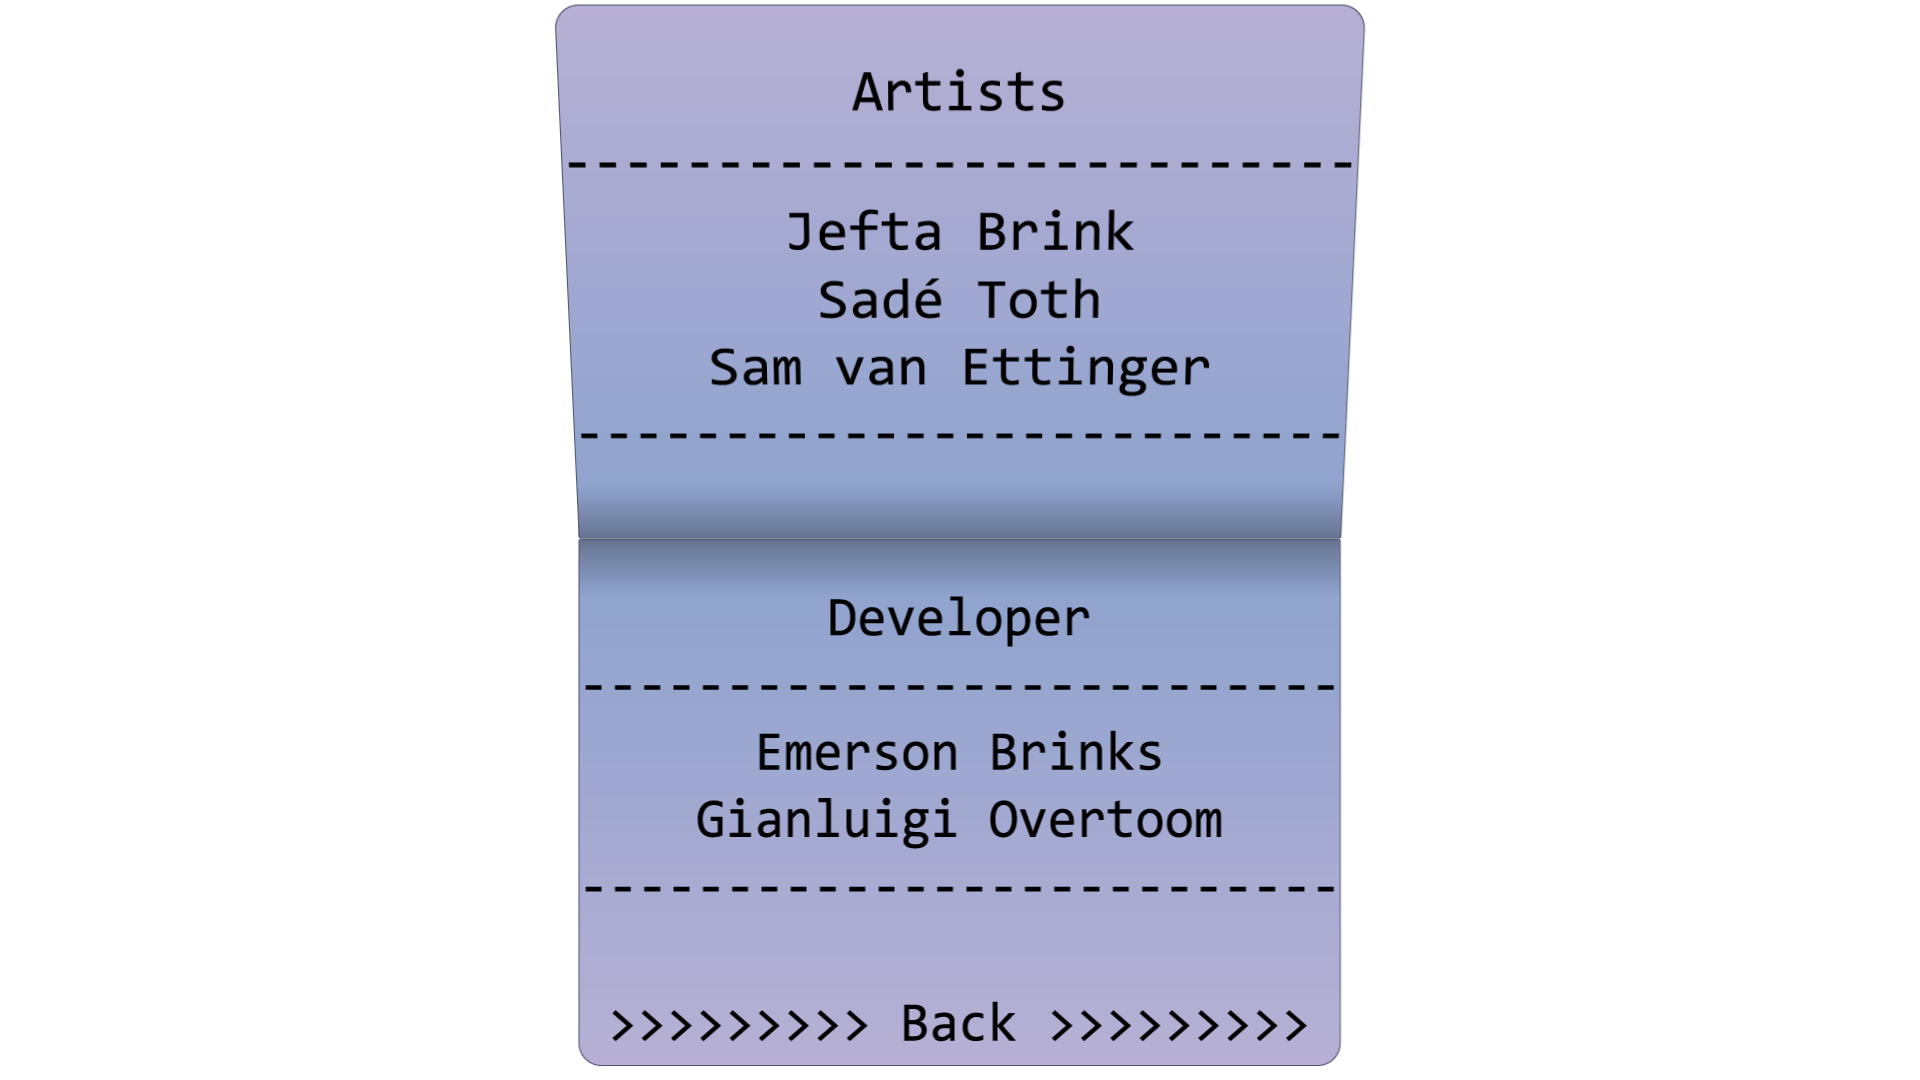 Artists
--------------------------
Jefta Brink
Sadé Toth
Sam van Ettinger
--------------------------
Developer
--------------------------
Emerson Brinks
Gianluigi Overtoom
--------------------------
>>>>>>>>> Back >>>>>>>>>